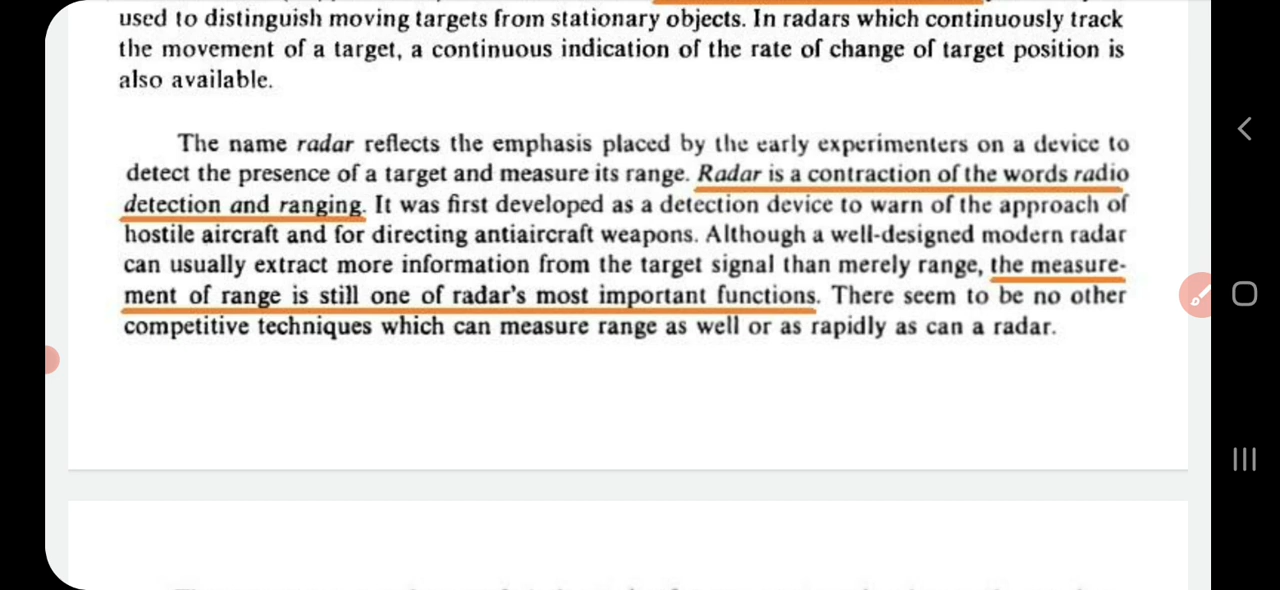 used to distinguish moving targets from stationary objects. In radars which continuously track
the movement of a target, a continuous indication of the rate of change of target position is
also available.
The name radar reflects the emphasis placed by the early experimenters on a device to
detect the presence of a target and measure its range. Radar is a contraction of the words radio
detection and ranging. It was first developed as a detection device to warn of the approach of
hostile aircraft and for directing antiaircraft weapons. Although a well-designed modern radar
can usually extract more information from the target signal than merely range, the measure-
ment of range is still one of radar's most important functions. There seem to be no other
competitive techniques which can measure range as well or as rapidly as can a radar.